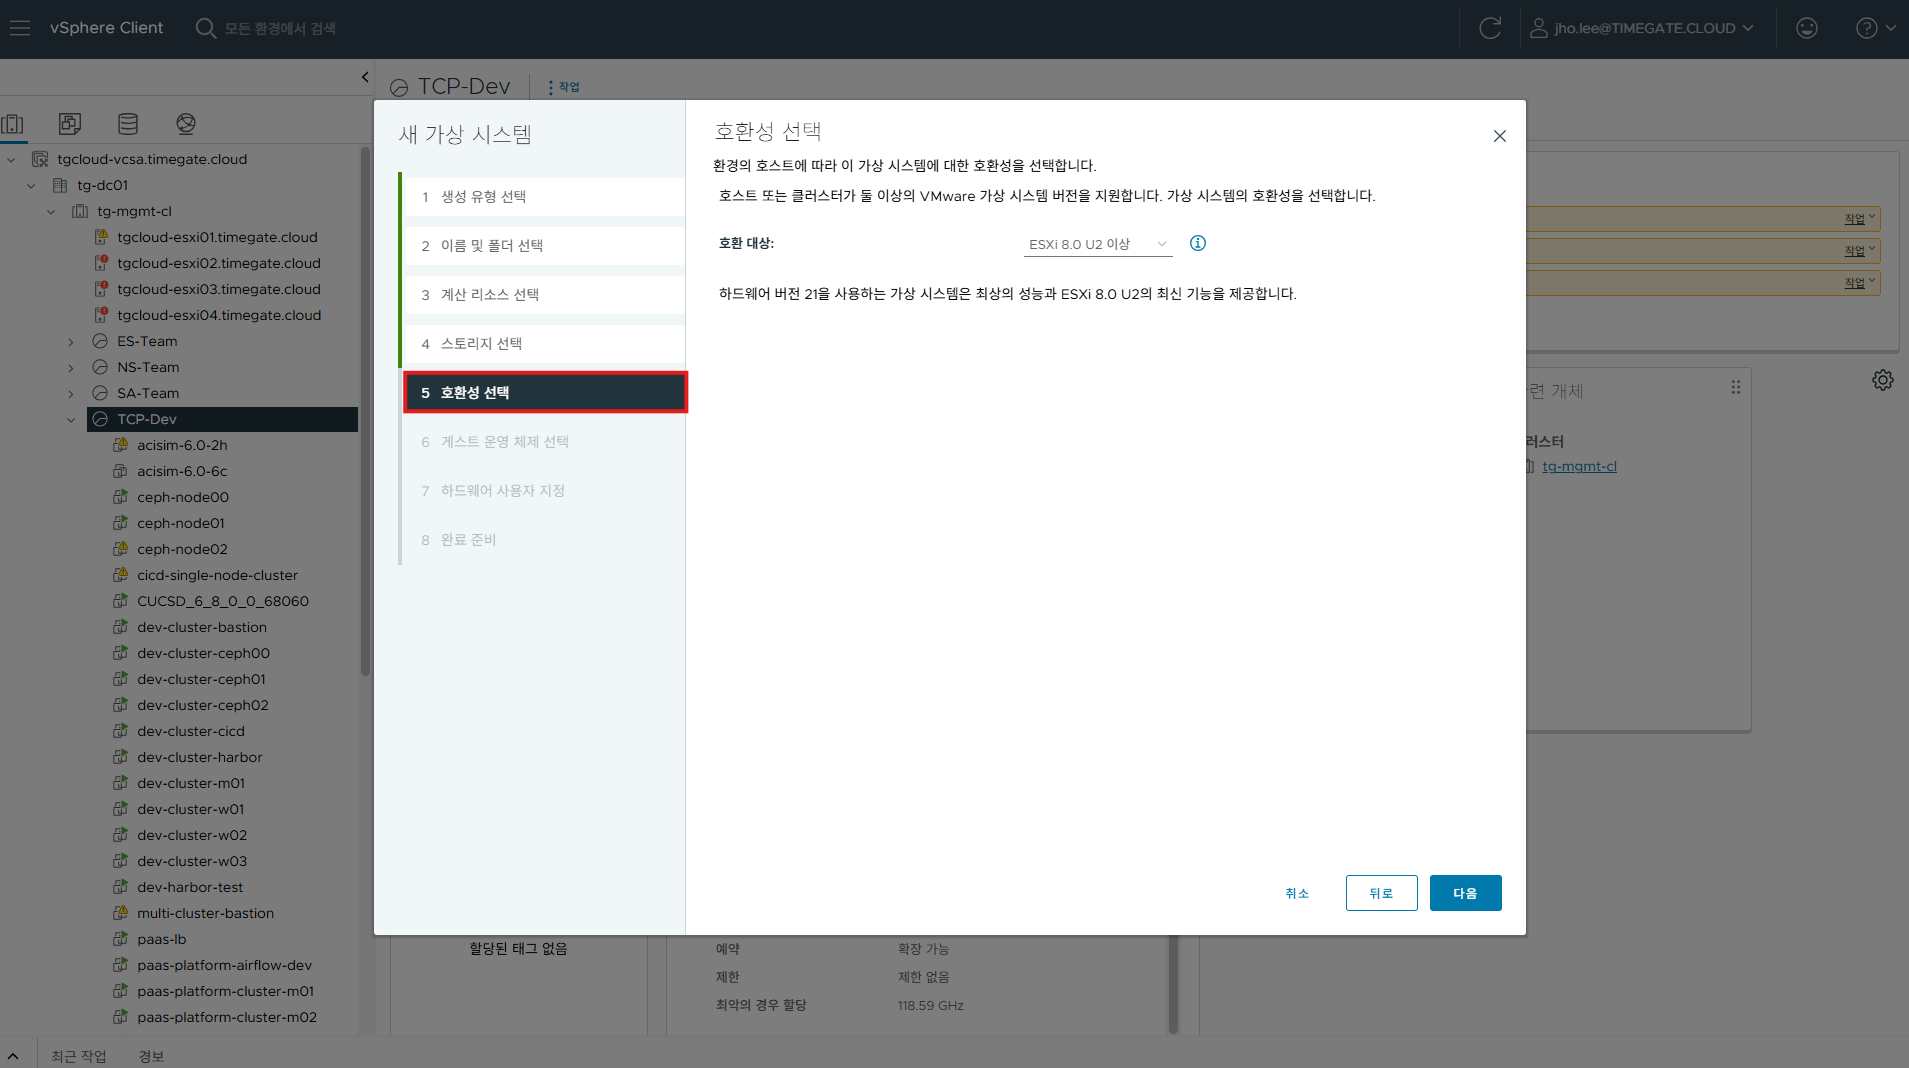 vSphere Client
모든 환경에서 검색
jho.lee@TIMEGATE.CLOUD
TCP-Dev
작업
tgcloud-vcsa.timegate.cloud
tg-dc01
tg-mgmt-cl
tgcloud-esxi01.timegate.cloud
tgcloud-esxi02.timegate.cloud
tgcloud-esxi03.timegate.cloud
tgcloud-esxi04.timegate.cloud
ES-Team
NS-Team
SA-Team
TCP-Dev
acisim-6.0-2h
acisim-6.0-6c
ceph-node00
ceph-node01
ceph-node02
cicd-single-node-cluster
CUCSD_6_8_0_0_68060
dev-cluster-bastion
dev-cluster-ceph00
dev-cluster-ceph01
dev-cluster-ceph02
dev-cluster-cicd
dev-cluster-harbor
dev-cluster-m01
dev-cluster-w01
dev-cluster-w02
dev-cluster-w03
dev-harbor-test
multi-cluster-bastion
paas-lb
paas-platform-airflow-dev
paas-platform-cluster-m01
paas-platform-cluster-m02
새 가상 시스템
1 생성 유형 선택
2 이름 및 폴더 선택
3 계산 리소스 선택
4 스토리지 선택
5 호환성 선택
6 게스트 운영 체제 선택
7 하드웨어 사용자 지정
8 완료 준비
호환성 선택
환경의 호스트에 따라 이 가상 시스템에 대한 호환성을 선택합니다.
호스트 또는 클러스터가 둘 이상의 VMware 가상 시스템 버전을 지원합니다. 가상 시스템의 호환성을 선택합니다.
호환 대상: ESXi 8.0 U2 이상
하드웨어 버전 21을 사용하는 가상 시스템은 최상의 성능과 ESXi 8.0 U2의 최신 기능을 제공합니다.
취소 뒤로 다음
작업
작업
작업
련 개체
러스터
tg-mgmt-cl
할당된 태그 없음
예약 확장 가능
제한 제한 없음
최악의 경우 할당 118.59 GHz
최근 작업 경보